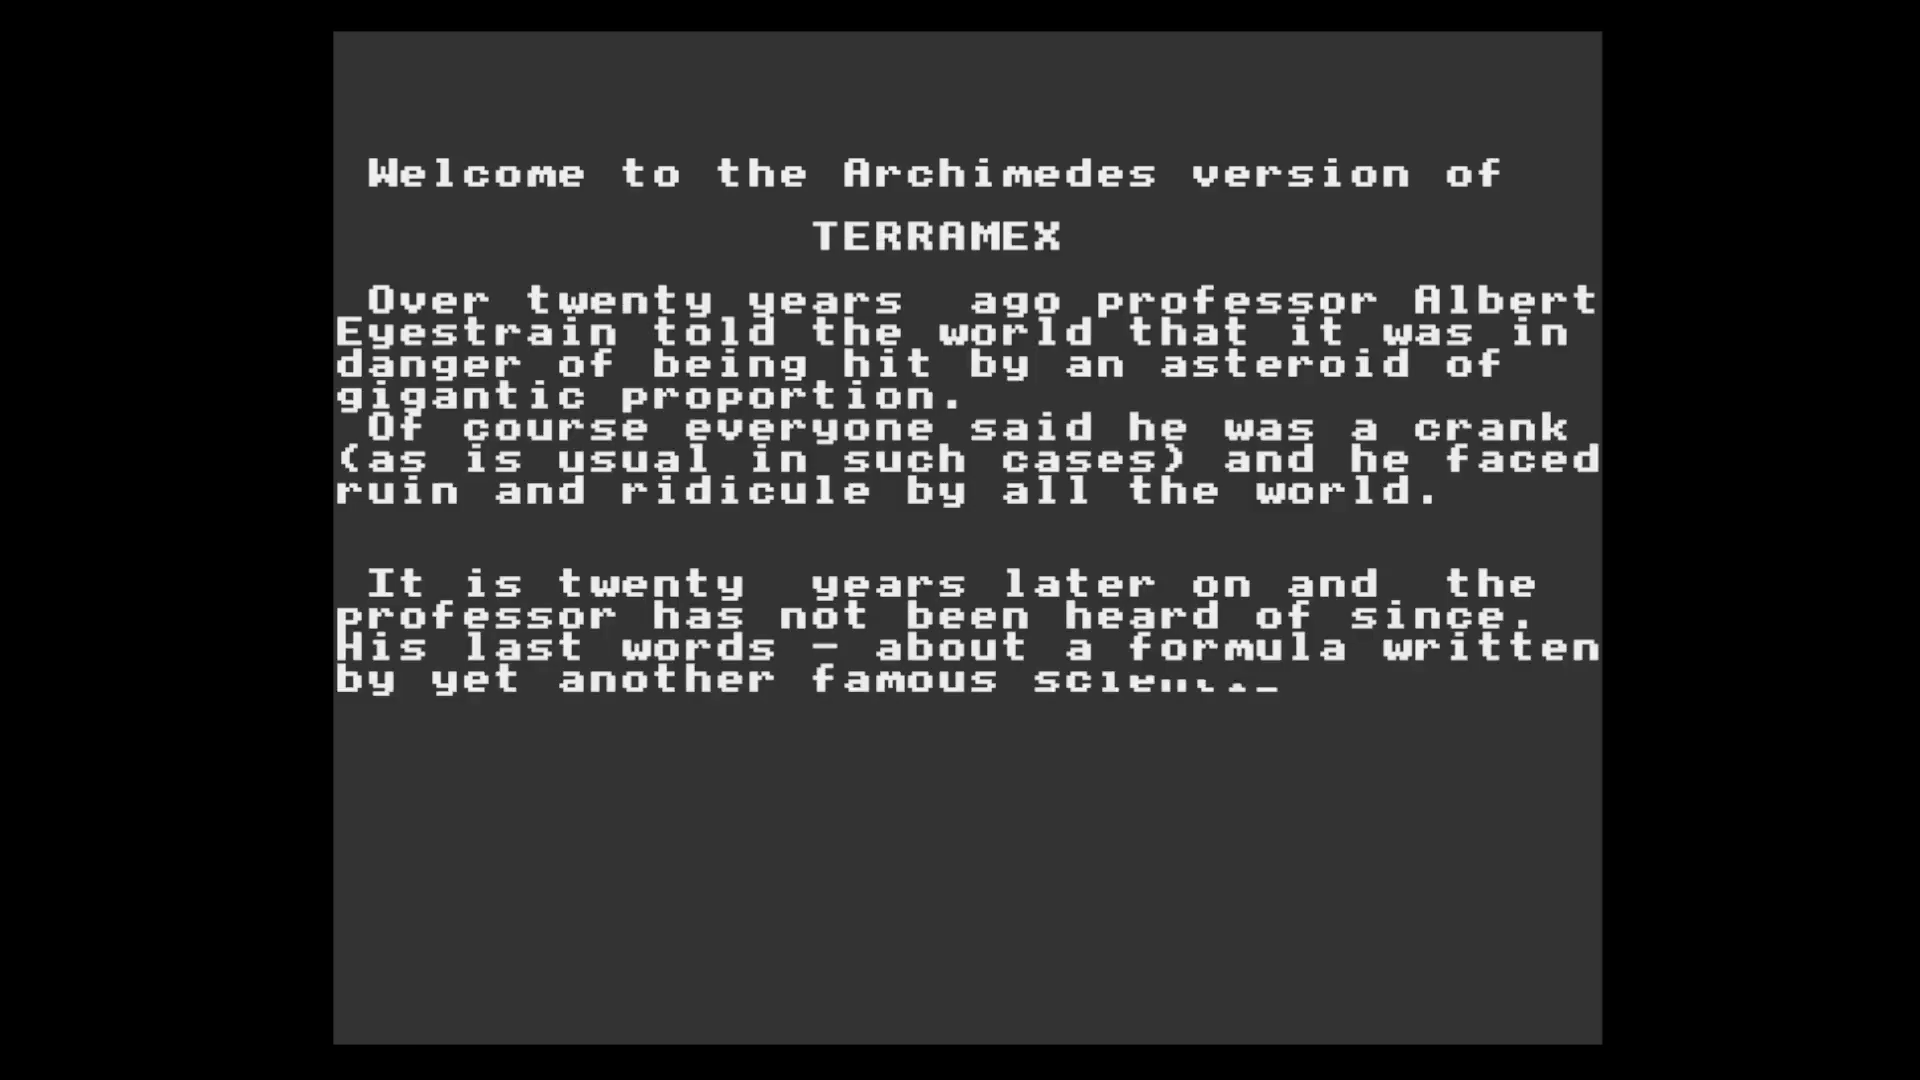 Welcome to the Archimedes version of
TERRAMEX
Over twenty years  ago professor Albert
Eyestrain told the world that it was in
danger of being hit by an asteroid of
gigantic proportion.
Of course everyone said he was a crank
(as is usual in such cases) and he faced
ruin and ridicule by all the world.
It is twenty  years later on and  the
professor has not been heard of since.
His last words - about a formula written
by yet another famous